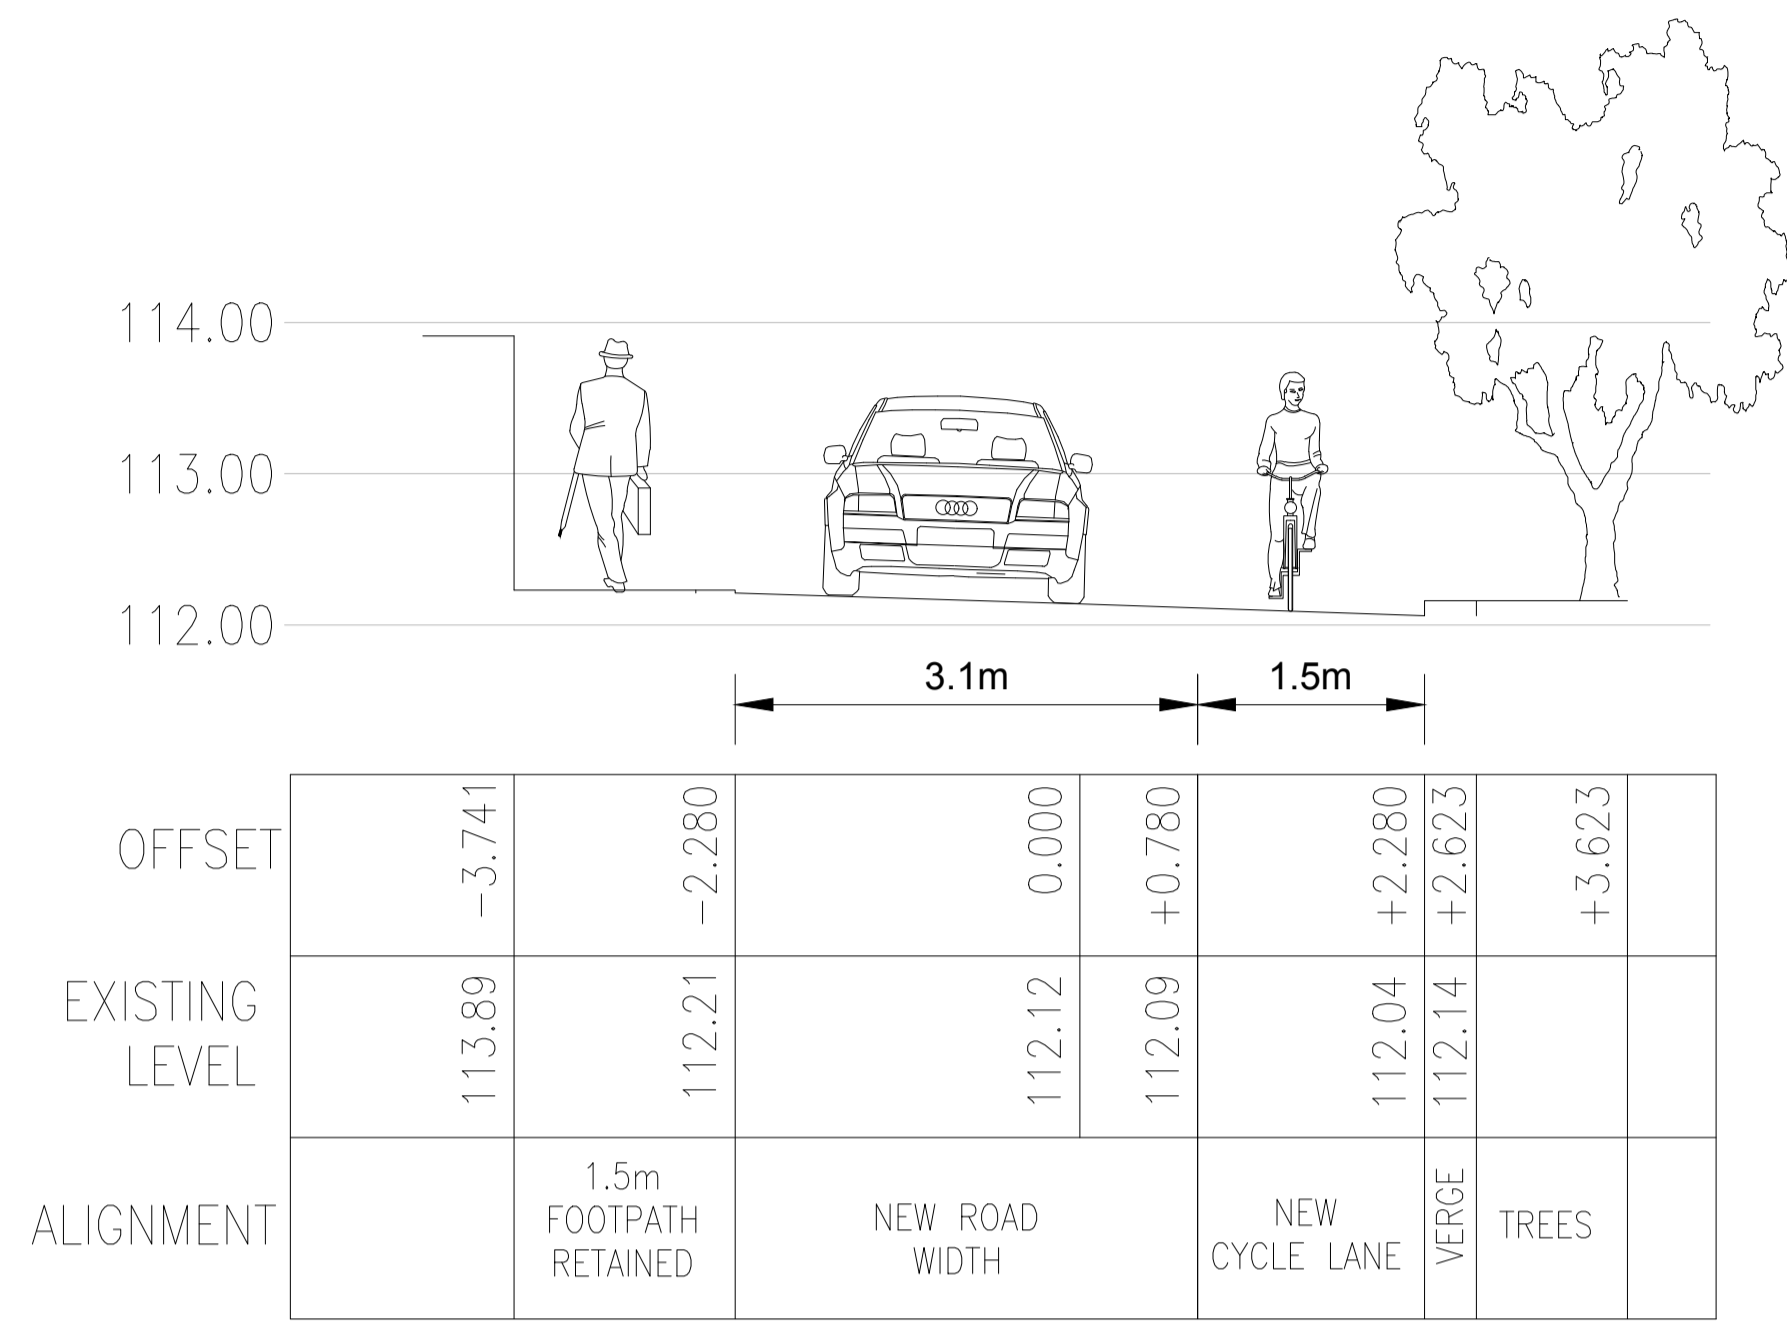 114.00
113.00
112.00
3.1m
1.5m
OFFSET
-3.741
-2.280
0.000
+0.780
+2.280
+2.623
+3.623
EXISTING
LEVEL
113.89
112.21
112.12
112.09
112.04
112.14
ALIGNMENT
1.5m
FOOTPATH
RETAINED
NEW ROAD
WIDTH
NEW
CYCLE LANE
VERGE
TREES